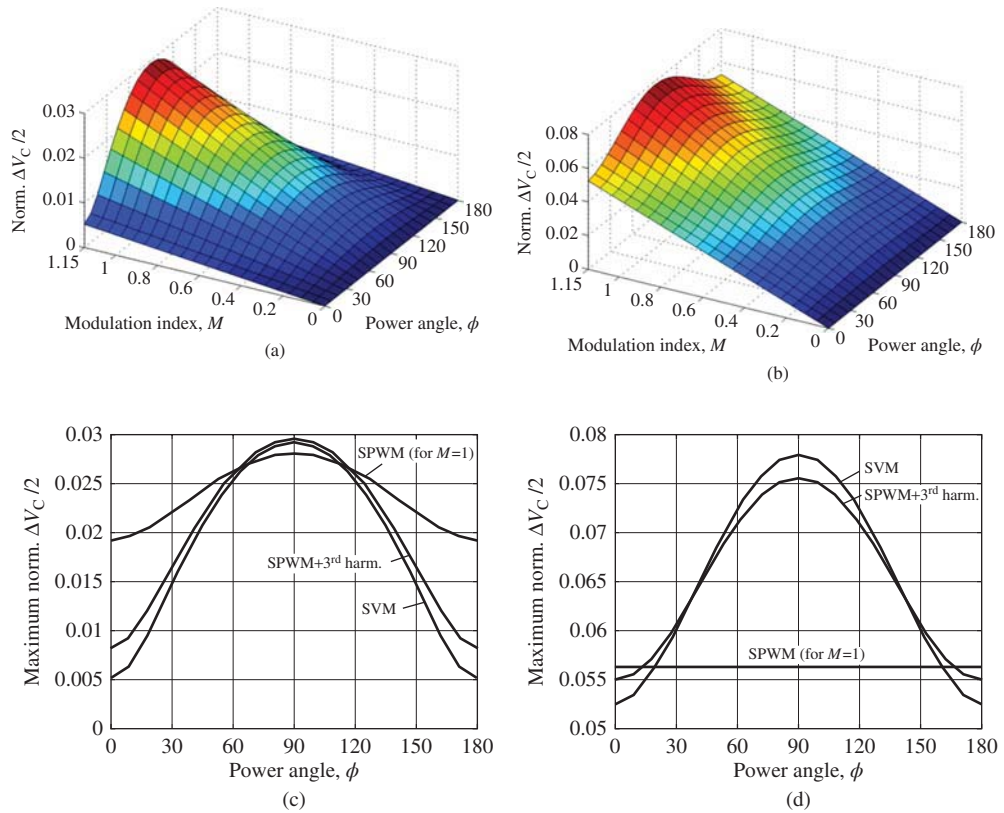 Norm. ΔV_C /2
0.03
0.02
0.01
0
1.15
1
0.8
0.6
0.4
0.2
0
0
30
60
90
120
150
180
Modulation index, M
Power angle, ϕ
(a)
Norm. ΔV_C /2
0.08
0.06
0.04
0.02
0
1.15
1
0.8
0.6
0.4
0.2
0
0
30
60
90
120
150
180
Modulation index, M
Power angle, ϕ
(b)
Maximum norm. ΔV_C /2
0.03
0.025
0.02
0.015
0.01
0.005
0
SPWM (for M=1)
SPWM+3rd harm.
SVM
0 30 60 90 120 150 180
Power angle, ϕ
(c)
Maximum norm. ΔV_C /2
0.08
0.075
0.07
0.065
0.06
0.055
0.05
SVM
SPWM+3rd harm.
SPWM (for M=1)
0 30 60 90 120 150 180
Power angle, ϕ
(d)